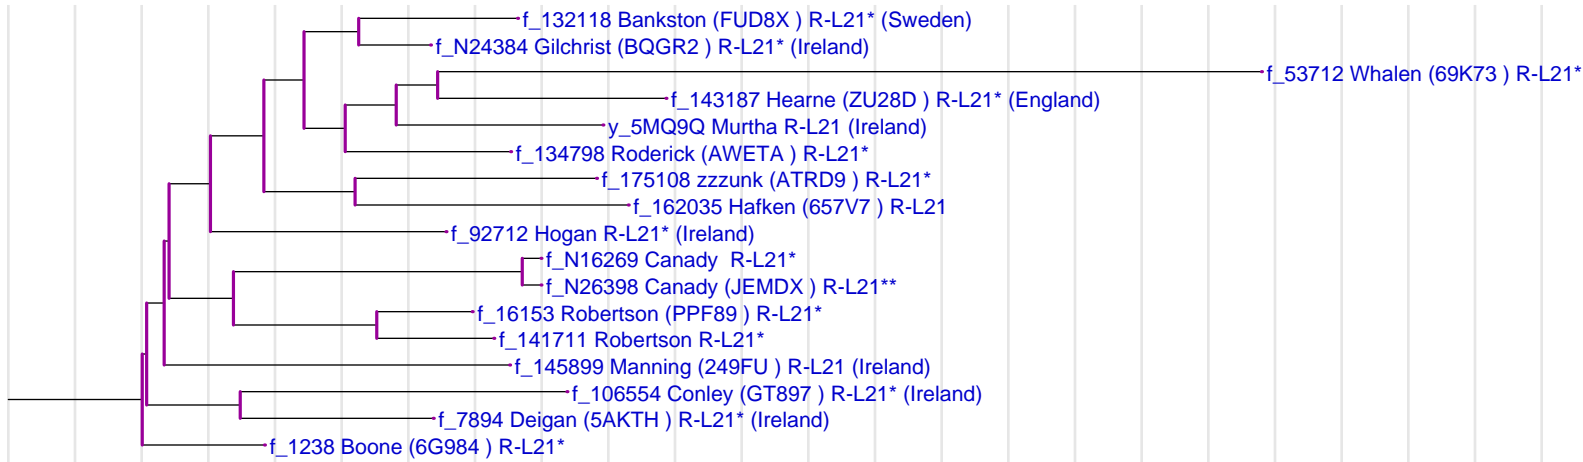 f_132118 Bankston (FUD8X ) R-L21* (Sweden)
f_N24384 Gilchrist (BQGR2 ) R-L21* (Ireland)
f_53712 Whalen (69K73 ) R-L21*
f_143187 Hearne (ZU28D ) R-L21* (England)
y_5MQ9Q Murtha R-L21 (Ireland)
f_134798 Roderick (AWETA ) R-L21*
f_175108 zzzunk (ATRD9 ) R-L21*
f_162035 Hafken (657V7 ) R-L21
f_92712 Hogan R-L21* (Ireland)
f_N16269 Canady  R-L21*
f_N26398 Canady (JEMDX ) R-L21**
f_16153 Robertson (PPF89 ) R-L21*
f_141711 Robertson R-L21*
f_145899 Manning (249FU ) R-L21 (Ireland)
f_106554 Conley (GT897 ) R-L21* (Ireland)
f_7894 Deigan (5AKTH ) R-L21* (Ireland)
f_1238 Boone (6G984 ) R-L21*